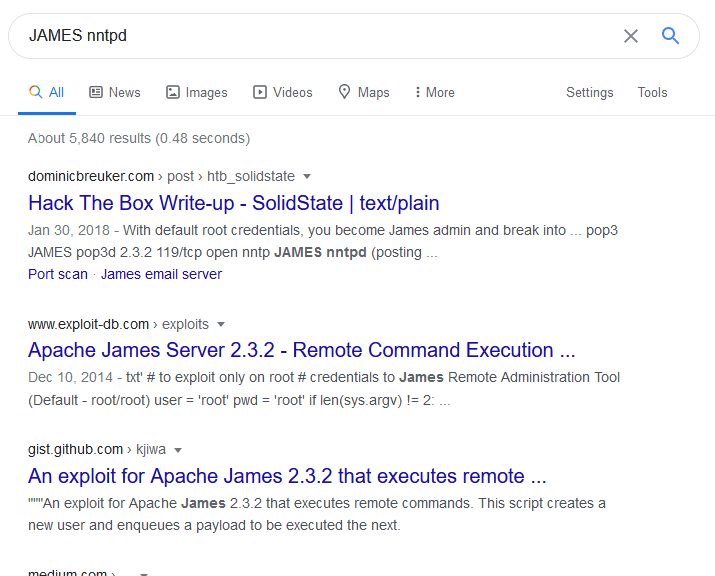 JAMES nntpd
All News Images Videos Maps More Settings Tools
About 5,840 results (0.48 seconds)
dominicbreuker.com › post › htb_solidstate
Hack The Box Write-up - SolidState | text/plain
Jan 30, 2018 - With default root credentials, you become James admin and break into ... pop3
JAMES pop3d 2.3.2 119/tcp open nntp JAMES nntpd (posting ...
Port scan · James email server
www.exploit-db.com › exploits
Apache James Server 2.3.2 - Remote Command Execution ...
Dec 10, 2014 - txt' # to exploit only on root # credentials to James Remote Administration Tool
(Default - root/root) user = 'root' pwd = 'root' if len(sys.argv) != 2: ...
gist.github.com › kjiwa
An exploit for Apache James 2.3.2 that executes remote ...
"""An exploit for Apache James 2.3.2 that executes remote commands. This script creates a
new user and enqueues a payload to be executed the next.
medium.com ›